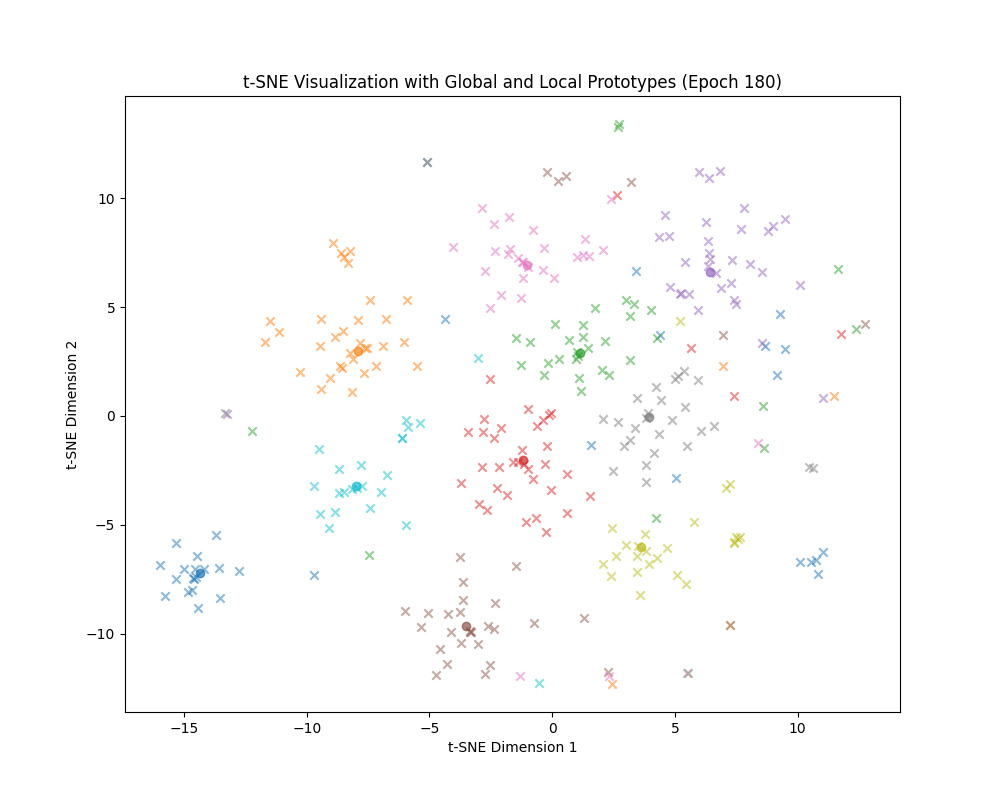 t-SNE Visualization with Global and Local Prototypes (Epoch 180)
10
5
0
−5
−10
t-SNE Dimension 2
−15 −10 −5 0 5 10
t-SNE Dimension 1